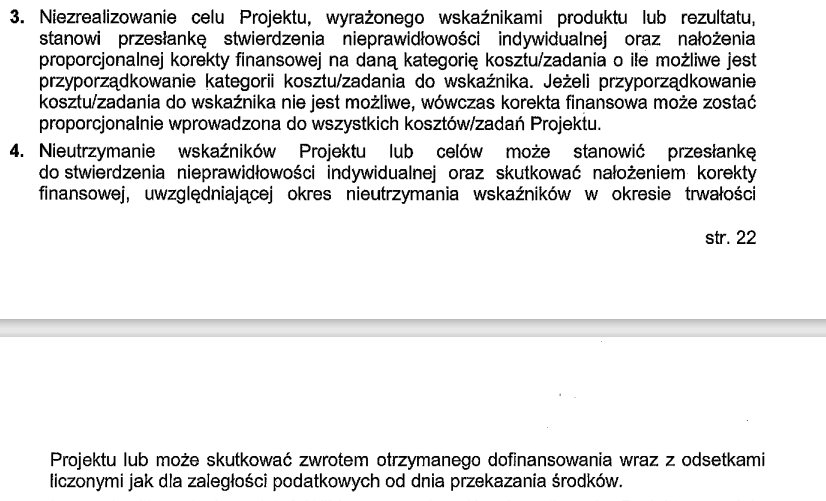 3. Niezrealizowanie celu Projektu, wyrażonego wskaźnikami produktu lub rezultatu,
stanowi przesłankę stwierdzenia nieprawidłowości indywidualnej oraz nałożenia
proporcjonalnej korekty finansowej na daną kategorię kosztu/zadania o ile możliwe jest
przyporządkowanie kategorii kosztu/zadania do wskaźnika. Jeżeli przyporządkowanie
kosztu/zadania do wskaźnika nie jest możliwe, wówczas korekta finansowa może zostać
proporcjonalnie wprowadzona do wszystkich kosztów/zadań Projektu.
4. Nieutrzymanie wskaźników Projektu lub celów może stanowić przesłankę
do stwierdzenia nieprawidłowości indywidualnej oraz skutkować nałożeniem korekty
finansowej, uwzględniającej okres nieutrzymania wskaźników w okresie trwałości
str. 22
Projektu lub może skutkować zwrotem otrzymanego dofinansowania wraz z odsetkami
liczonymi jak dla zaległości podatkowych od dnia przekazania środków.